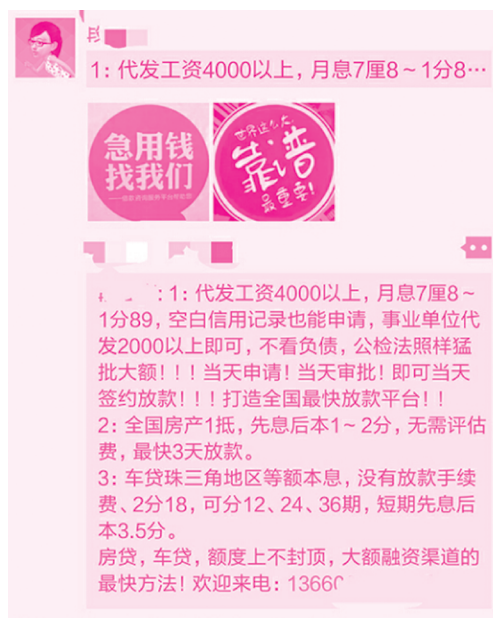 1：代发工资4000以上，月息7厘8～1分8…
急用钱
找我们
世界这么大
靠谱
最重要！
：1：代发工资4000以上，月息7厘8～
1分89，空白信用记录也能申请，事业单位代
发2000以上即可，不看负债，公检法照样猛
批大额！！！当天申请！当天审批！即可当天
签约放款！！！打造全国最快放款平台！！
2：全国房产1抵，先息后本1～2分，无需评估
费，最快3天放款。
3：车贷珠三角地区等额本息，没有放款手续
费、2分18，可分12、24、36期，短期先息后
本3.5分。
房贷，车贷，额度上不封顶，大额融资渠道的
最快方法！欢迎来电：13660